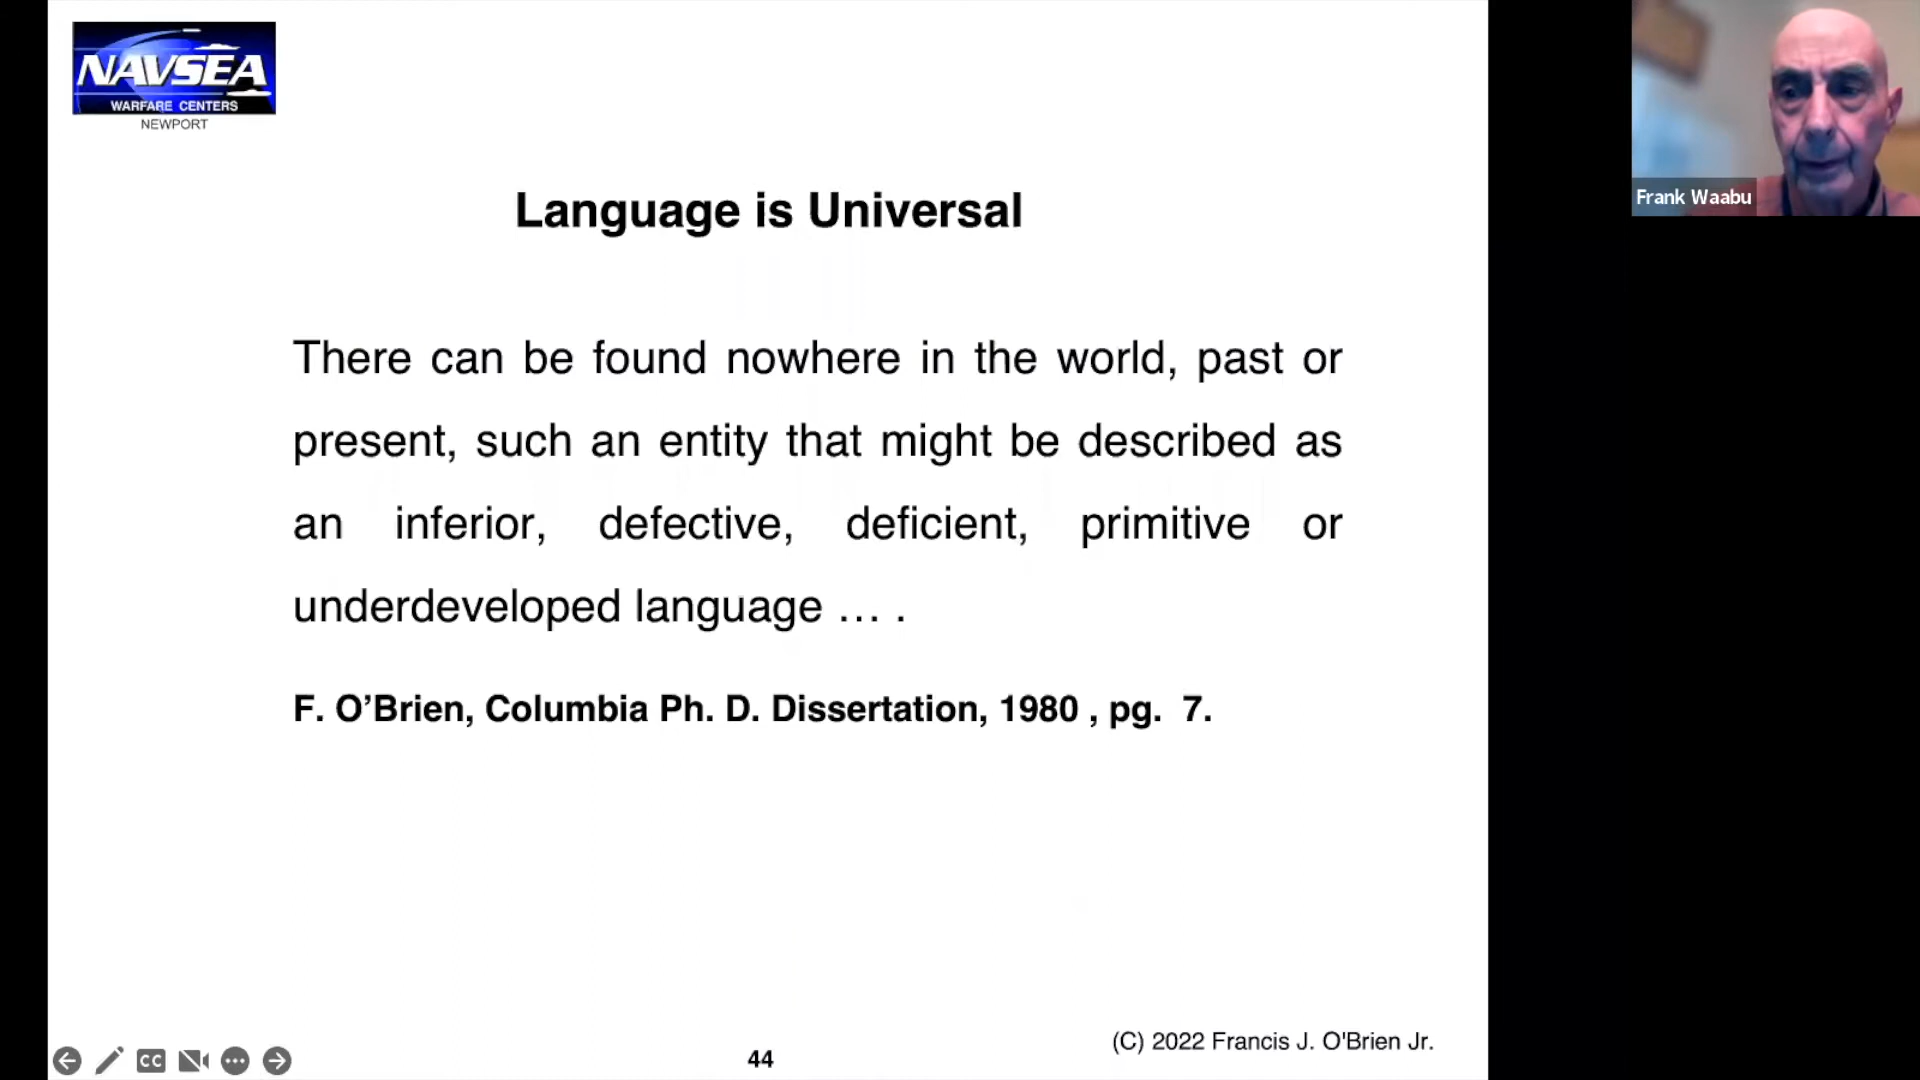 NAVSEA
WARFARE CENTERS
NEWPORT
Frank Waabu
Language is Universal
There can be found nowhere in the world, past or
present, such an entity that might be described as
an inferior, defective, deficient, primitive or
underdeveloped language … .
F. O’Brien, Columbia Ph. D. Dissertation, 1980 , pg. 7.
(C) 2022 Francis J. O'Brien Jr.
CC
44